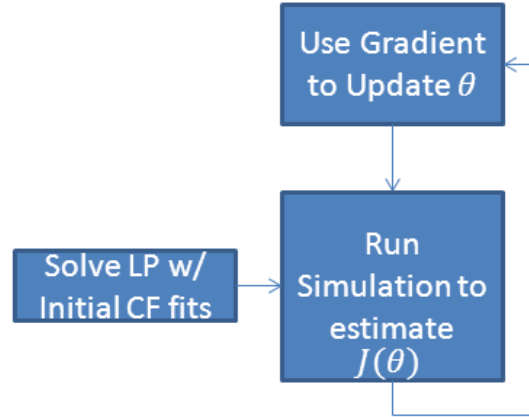 Use Gradient
to Update θ
Solve LP w/
Initial CF fits
Run
Simulation to
estimate
J(θ)